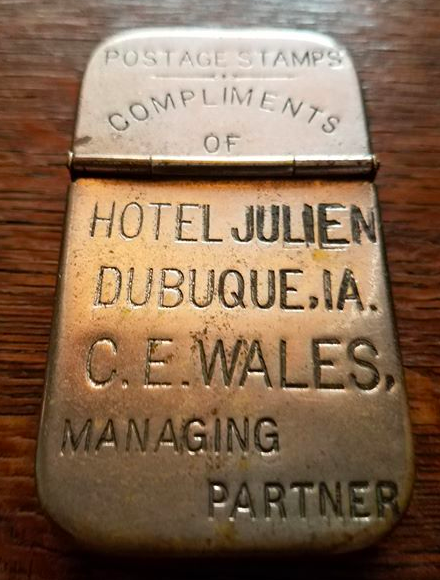 POSTAGE STAMPS
COMPLIMENTS
OF
HOTEL JULIEN
DUBUQUE, IA.
C. E. WALES,
MANAGING
PARTNER